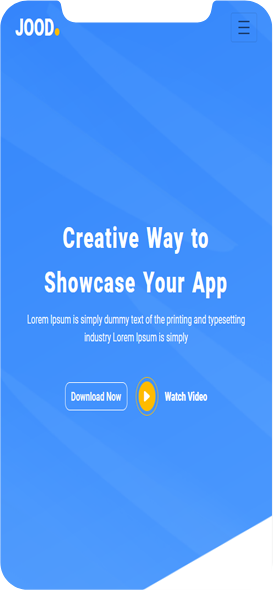 JOOD.
Creative Way to
Showcase Your App
Lorem Ipsum is simply dummy text of the printing and typesetting
industry Lorem Ipsum is simply
Download Now
Watch Video